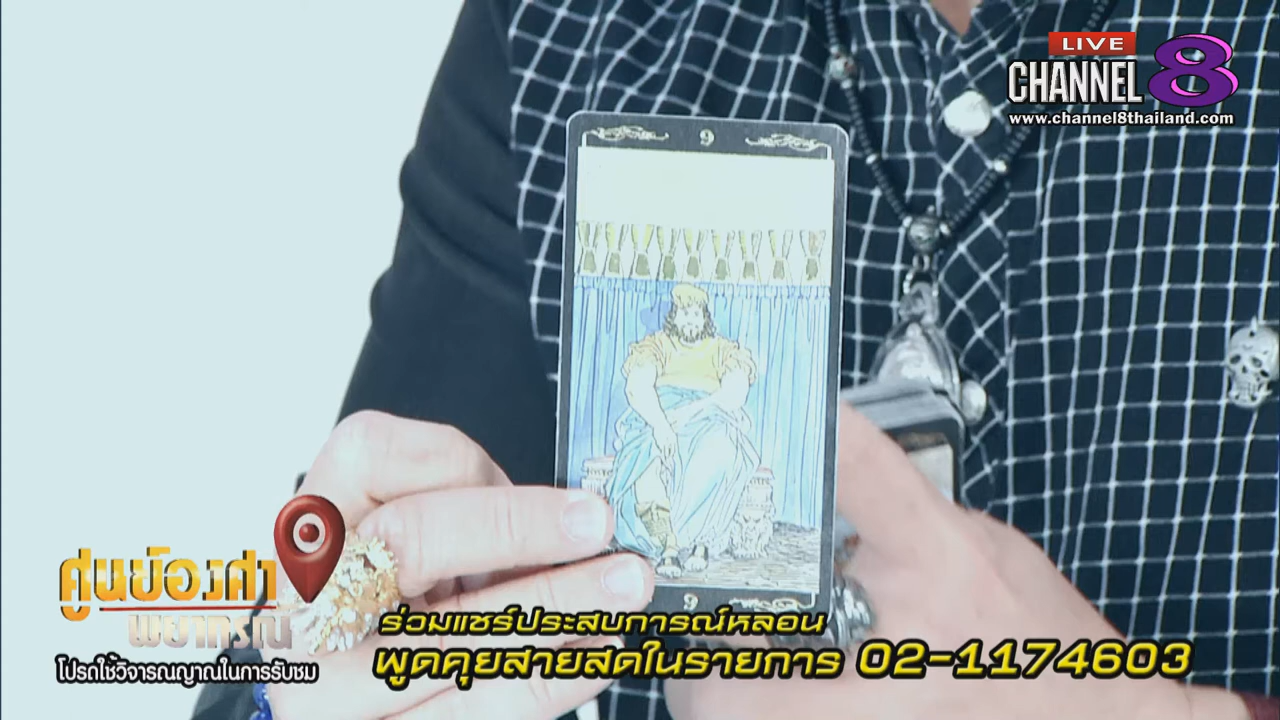 LIVE
CHANNEL 8
www.channel8thailand.com
9
9
ศูนย์องศา
พยากรณ์
โปรดใช้วิจารณญาณในการรับชม
ร่วมแชร์ประสบการณ์หลอน
พูดคุยสายสดในรายการ 02-1174603